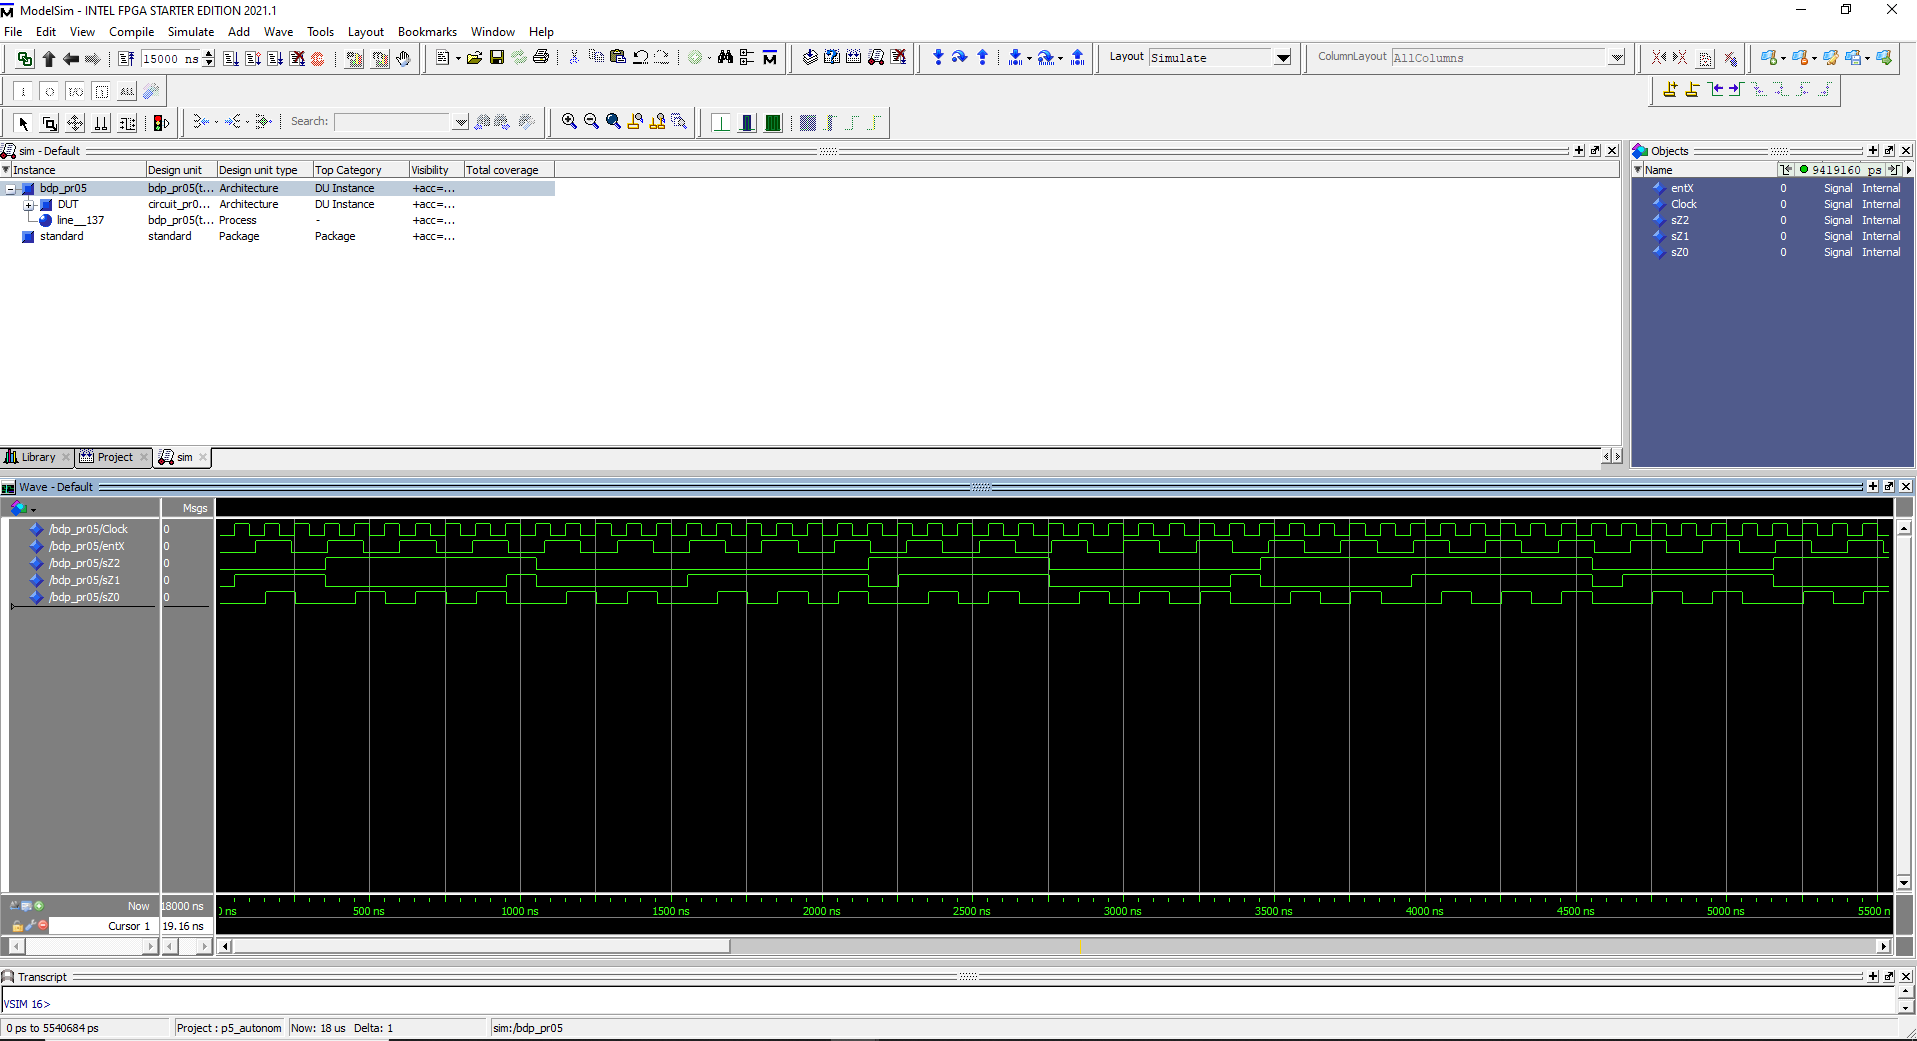 ModelSim - INTEL FPGA STARTER EDITION 2021.1
File Edit View Compile Simulate Add Wave Tools Layout Bookmarks Window Help
15000 ns
Layout Simulate
ColumnLayout AllColumns
Search:
sim - Default
Instance Design unit Design unit type Top Category Visibility Total coverage
bdp_pr05 bdp_pr05(t... Architecture DU Instance +acc=...
DUT circuit_pr0... Architecture DU Instance +acc=...
line__137 bdp_pr05(t... Process - +acc=...
standard standard Package Package +acc=...
Objects
Name 9419160 ps
entX 0 Signal Internal
Clock 0 Signal Internal
sZ2 0 Signal Internal
sZ1 0 Signal Internal
sZ0 0 Signal Internal
Library Project sim
Wave - Default
Msgs
/bdp_pr05/Clock 0
/bdp_pr05/entX 0
/bdp_pr05/sZ2 0
/bdp_pr05/sZ1 0
/bdp_pr05/sZ0 0
Now 18000 ns
0 ns 500 ns 1000 ns 1500 ns 2000 ns 2500 ns 3000 ns 3500 ns 4000 ns 4500 ns 5000 ns 5500 n
Cursor 1 19.16 ns
Transcript
VSIM 16>
0 ps to 5540684 ps Project : p5_autonom Now: 18 us Delta: 1 sim:/bdp_pr05